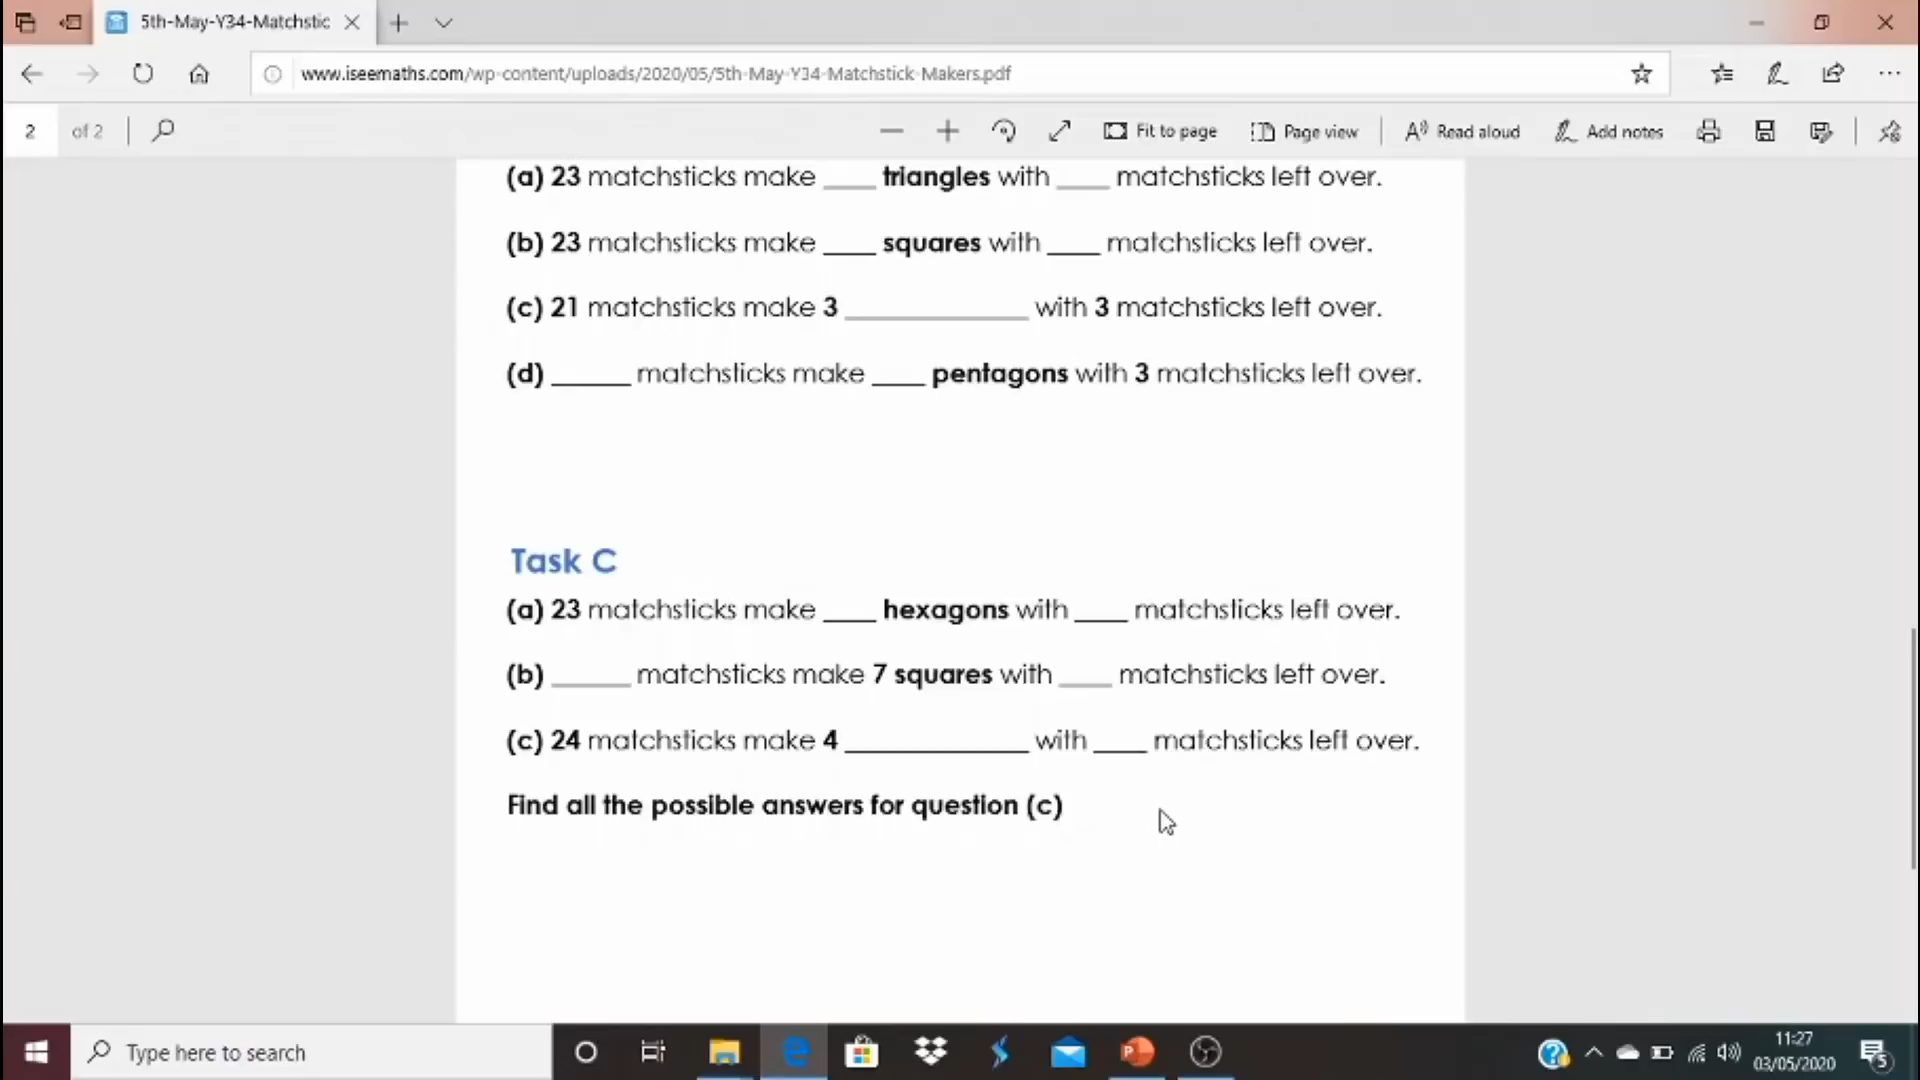 5th-May-Y34-Matchstic
www.iseemaths.com/wp-content/uploads/2020/05/5th-May-Y34-Matchstick-Makers.pdf
2 of 2 Fit to page Page view Read aloud Add notes
(a) 23 matchsticks make ____ triangles with ____ matchsticks left over.
(b) 23 matchsticks make ____ squares with ____ matchsticks left over.
(c) 21 matchsticks make 3 ______________ with 3 matchsticks left over.
(d) ______ matchsticks make ____ pentagons with 3 matchsticks left over.
Task C
(a) 23 matchsticks make ____ hexagons with ____ matchsticks left over.
(b) ______ matchsticks make 7 squares with ____ matchsticks left over.
(c) 24 matchsticks make 4 ______________ with ____ matchsticks left over.
Find all the possible answers for question (c)
Type here to search
11:27
03/05/2020
5